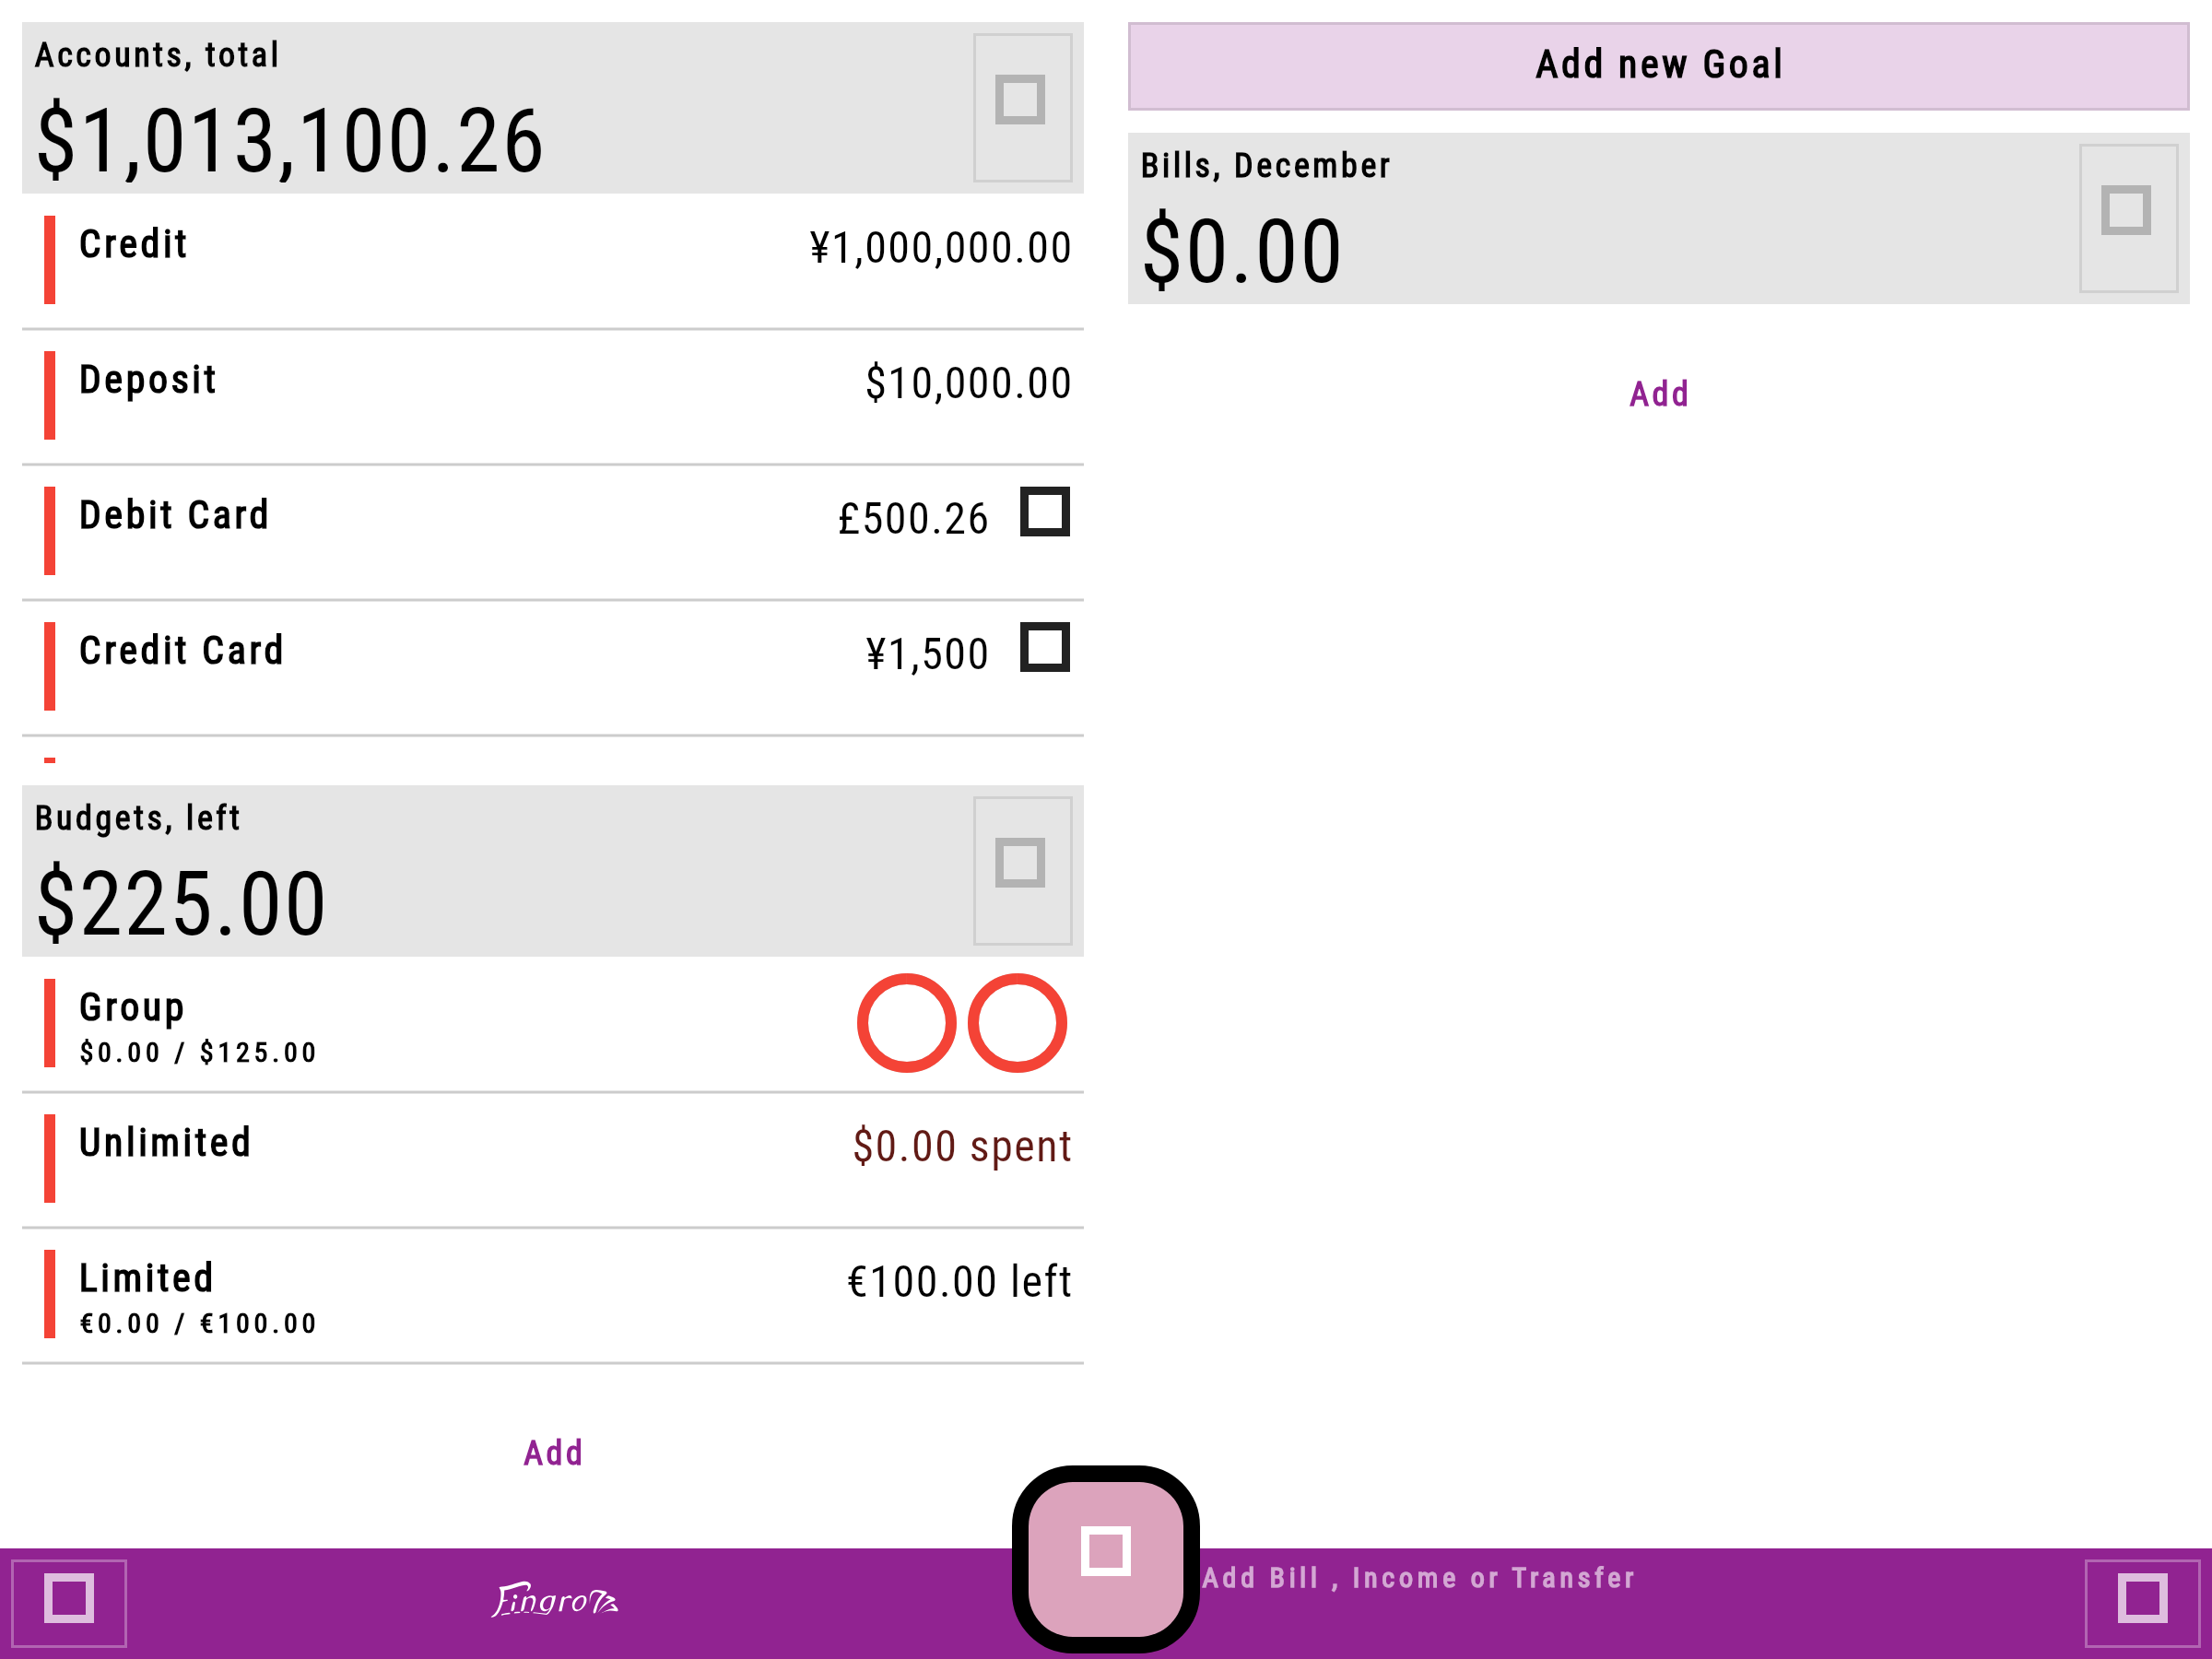 Accounts, total
$1,013,100.26
Credit ¥1,000,000.00
Deposit $10,000.00
Debit Card £500.26
Credit Card ¥1,500
Budgets, left
$225.00
Group
$0.00 / $125.00
Unlimited $0.00 spent
Limited €100.00 left
€0.00 / €100.00
Add
Add new Goal
Bills, December
$0.00
Add
Fingro
Add Bill , Income or Transfer